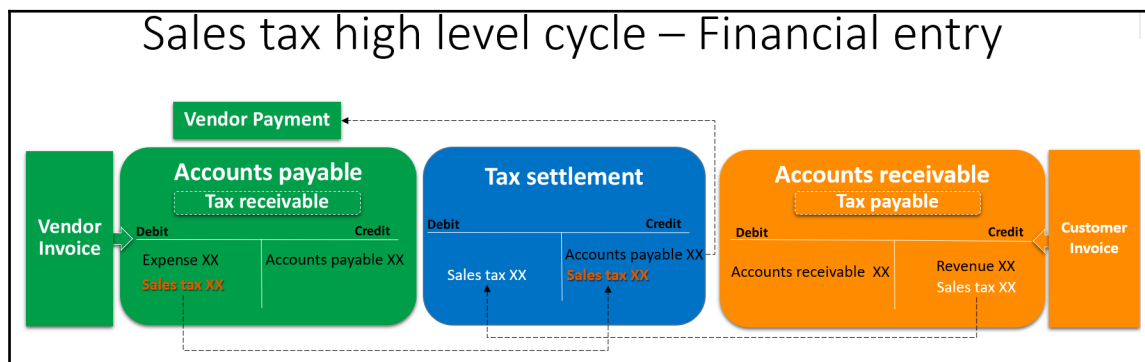 Sales tax high level cycle – Financial entry
Vendor Payment
Vendor
Invoice
Accounts payable
Tax receivable
Debit
Credit
Expense XX
Accounts payable XX
Sales tax XX
Tax settlement
Debit
Credit
Accounts payable XX
Sales tax XX
Sales tax XX
Accounts receivable
Tax payable
Debit
Credit
Accounts receivable XX
Revenue XX
Sales tax XX
Customer
Invoice